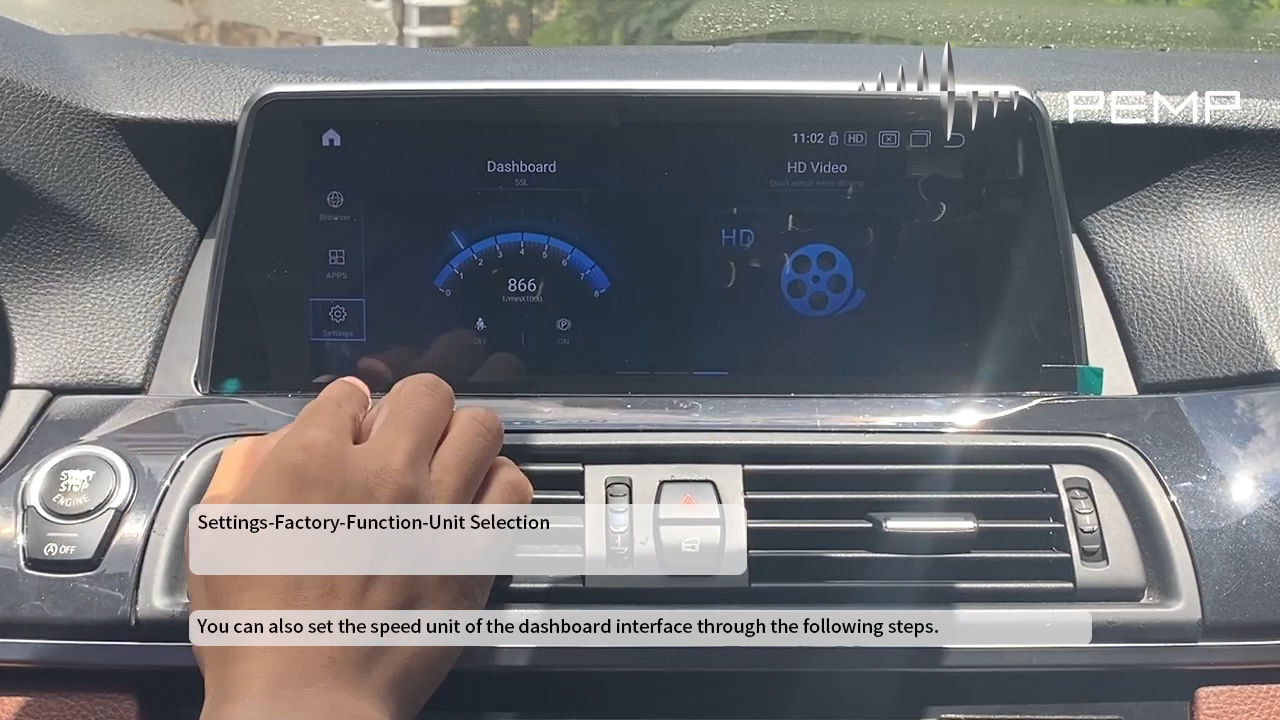 PEMP
11:02
HD
Dashboard
55L
HD Video
Don't watch while driving
Browser
APPS
Settings
HD
0 1 2 3 4 5 6 7 8
866
1/minX1000
OFF
ON
START
STOP
ENGINE
A OFF
Settings-Factory-Function-Unit Selection
You can also set the speed unit of the dashboard interface through the following steps.